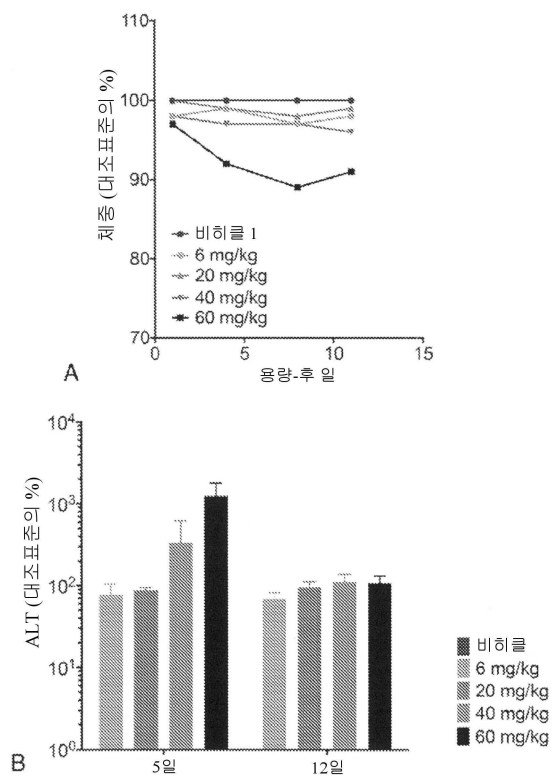 110
100
90
80
70
체중 (대조표준의 %)
비히클 1
6 mg/kg
20 mg/kg
40 mg/kg
60 mg/kg
0 5 10 15
용량-후 일
A
10⁴
10³
10²
10¹
10⁰
ALT (대조표준의 %)
5일 12일
비히클
6 mg/kg
20 mg/kg
40 mg/kg
60 mg/kg
B